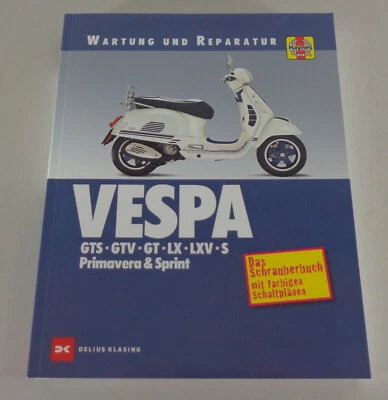 WARTUNG UND REPARATUR
Haynes
VESPA
GTS · GTV · GT · LX · LXV · S
Primavera & Sprint
Das
Schrauberbuch
mit farbigen
Schaltplänen
DELIUS KLASING